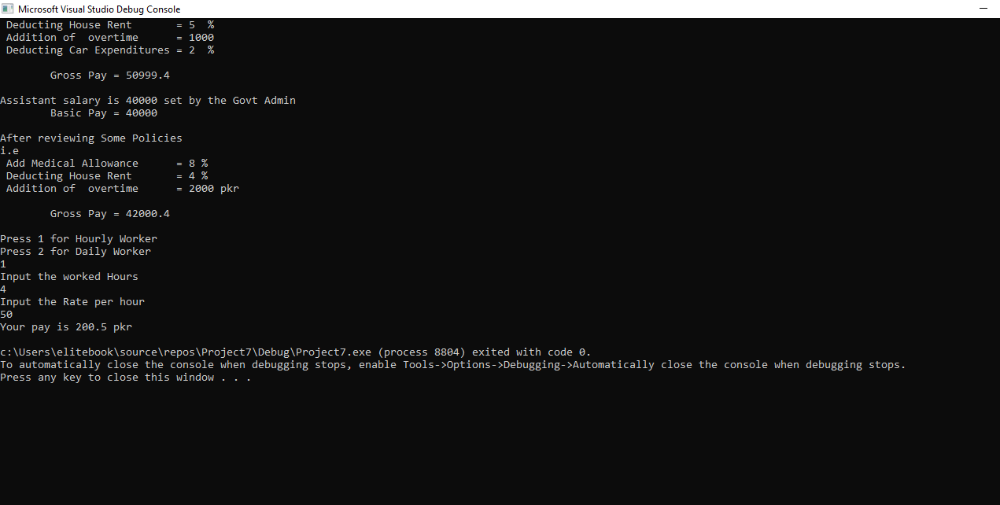 Microsoft Visual Studio Debug Console
Deducting House Rent       = 5  %
Addition of  overtime      = 1000
Deducting Car Expenditures = 2  %
Gross Pay = 50999.4
Assistant salary is 40000 set by the Govt Admin
Basic Pay = 40000
After reviewing Some Policies
i.e
Add Medical Allowance      = 8 %
Deducting House Rent       = 4 %
Addition of  overtime      = 2000 pkr
Gross Pay = 42000.4
Press 1 for Hourly Worker
Press 2 for Daily Worker
1
Input the worked Hours
4
Input the Rate per hour
50
Your pay is 200.5 pkr
c:\Users\elitebook\source\repos\Project7\Debug\Project7.exe (process 8804) exited with code 0.
To automatically close the console when debugging stops, enable Tools->Options->Debugging->Automatically close the console when debugging stops.
Press any key to close this window . . .